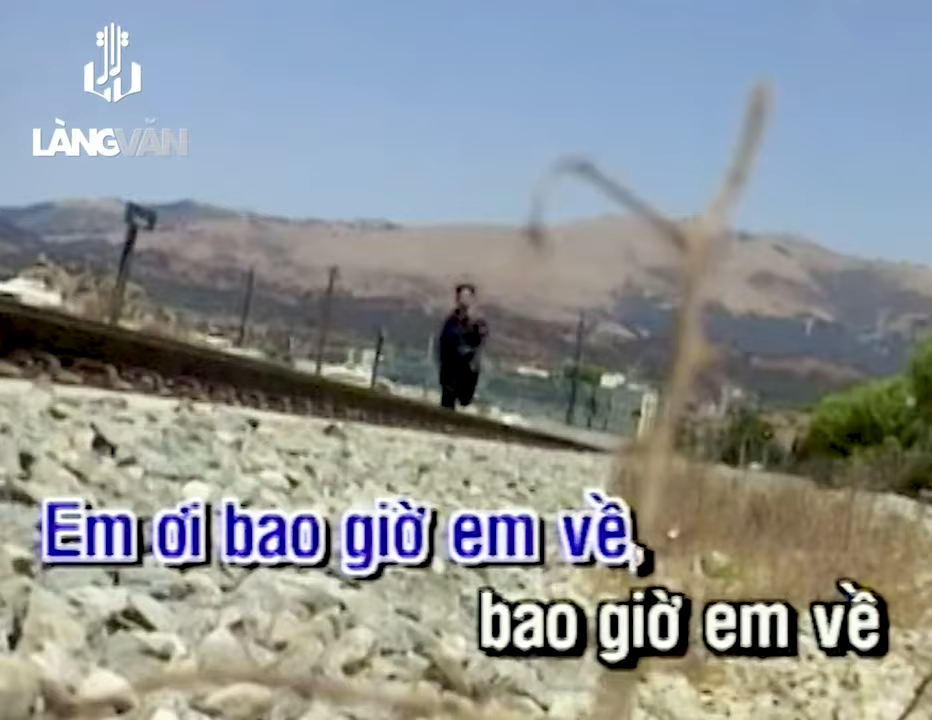 LÀNGVĂN
Em ơi bao giờ em về,
bao giờ em về